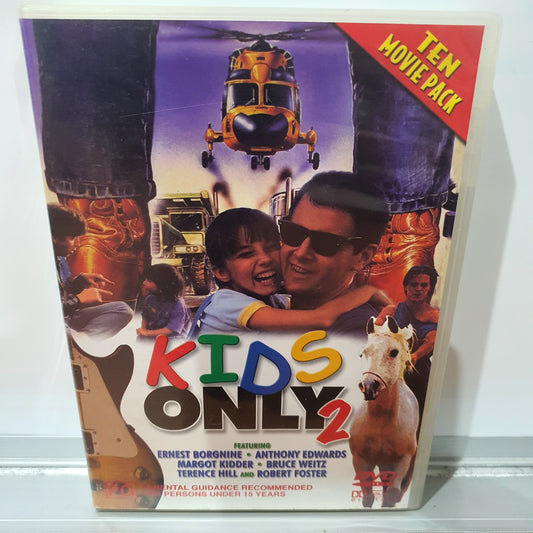 TEN
MOVIE PACK
KIDS
ONLY 2
FEATURING
ERNEST BORGNINE • ANTHONY EDWARDS
MARGOT KIDDER • BRUCE WEITZ
TERENCE HILL AND ROBERT FOSTER
ENTAL GUIDANCE RECOMMENDED
PERSONS UNDER 15 YEARS
DVD